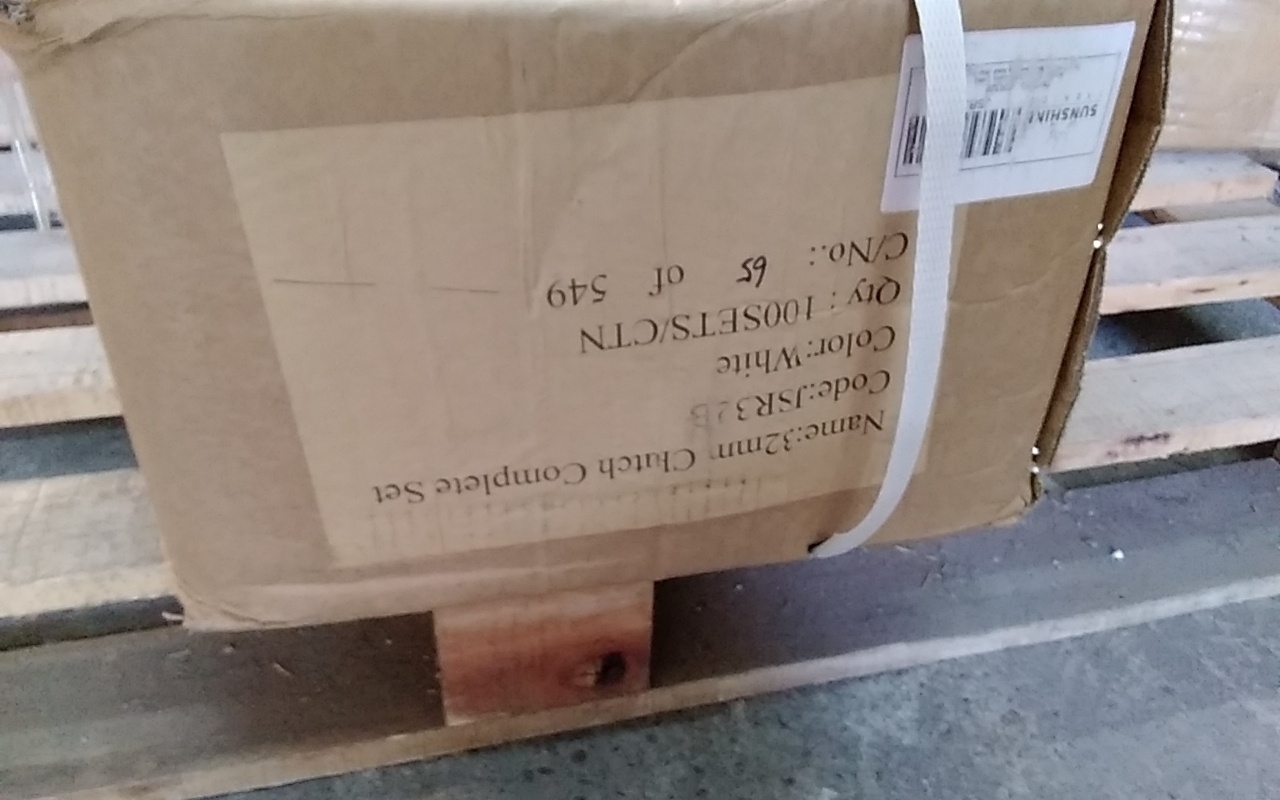 Name:32mm Clutch Complete Set
Code:JSR32B
Color:White
Qty : 100SETS/CTN
C/No.: 65 of 549
SUNSHINE